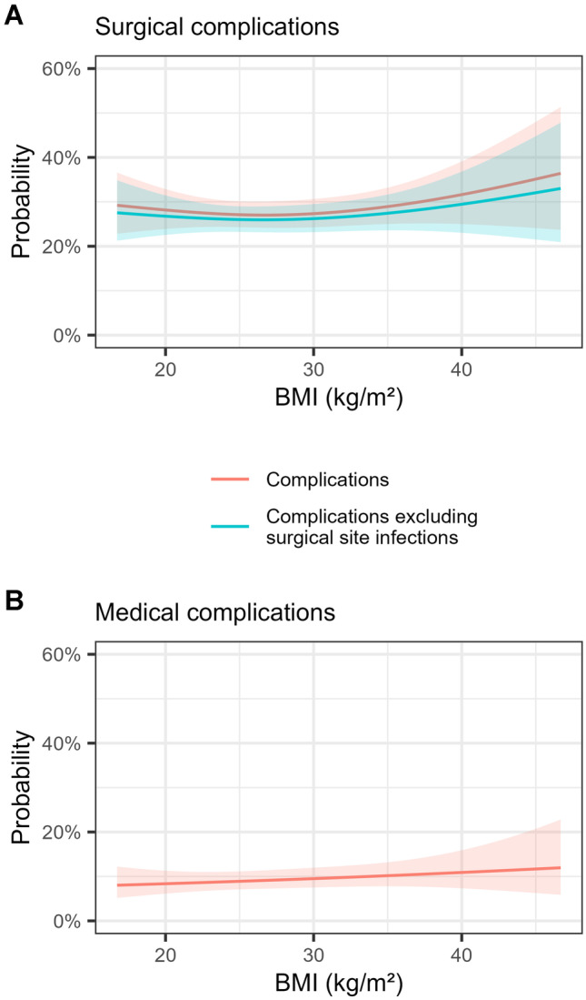 A
Surgical complications
60%
40%
20%
0%
Probability
20 30 40
BMI (kg/m²)
Complications
Complications excluding
surgical site infections
B
Medical complications
60%
40%
20%
0%
Probability
20 30 40
BMI (kg/m²)